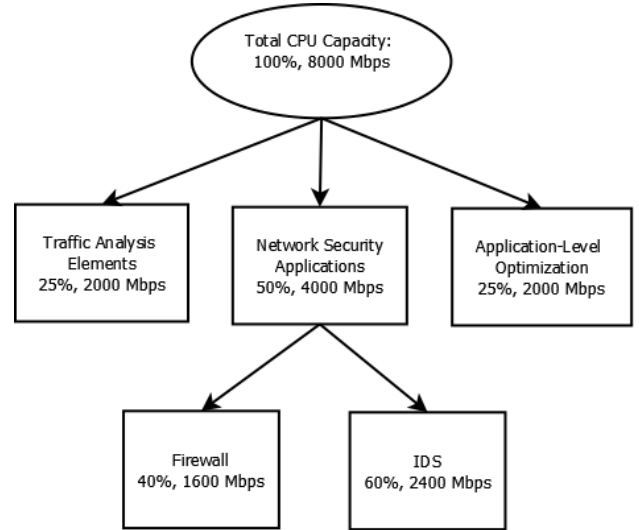 Total CPU Capacity:
100%, 8000 Mbps
Traffic Analysis
Elements
25%, 2000 Mbps
Network Security
Applications
50%, 4000 Mbps
Application-Level
Optimization
25%, 2000 Mbps
Firewall
40%, 1600 Mbps
IDS
60%, 2400 Mbps